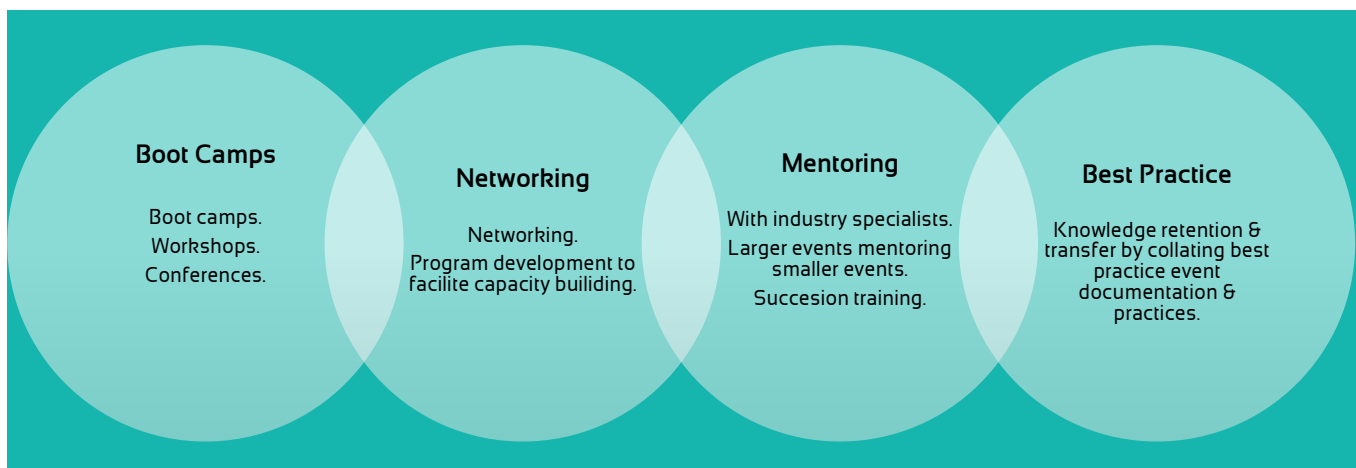 Boot Camps
Boot camps.
Workshops.
Conferences.
Networking
Networking.
Program development to
facilite capacity builiding.
Mentoring
With industry specialists.
Larger events mentoring
smaller events.
Succesion training.
Best Practice
Knowledge retention &
transfer by collating best
practice event
documentation &
practices.